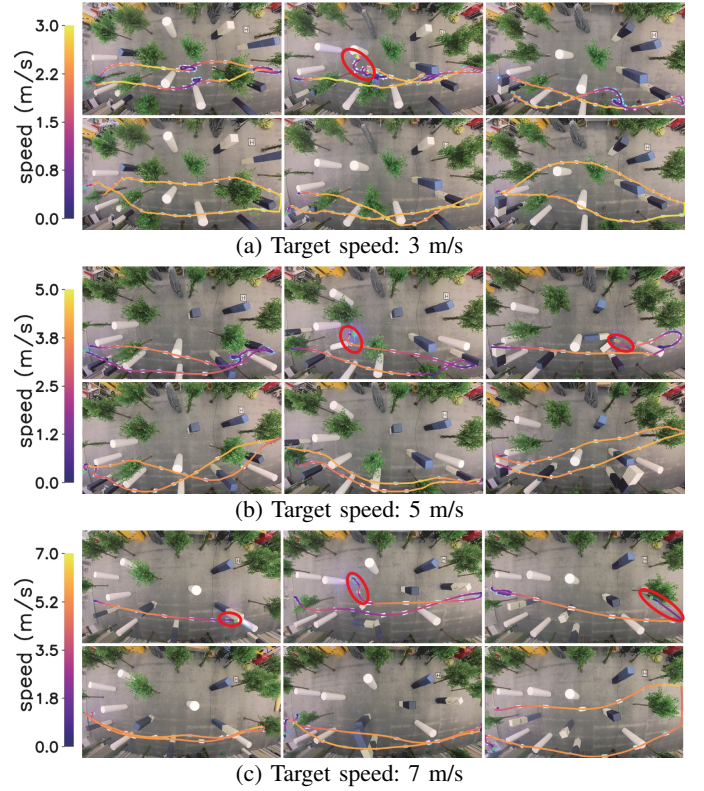 3.0
2.2
1.5
0.8
0.0
speed (m/s)
H
H
H
H
H
(a) Target speed: 3 m/s
5.0
3.8
2.5
1.2
0.0
speed (m/s)
H
H
H
H
(b) Target speed: 5 m/s
7.0
5.2
3.5
1.8
0.0
speed (m/s)
(c) Target speed: 7 m/s